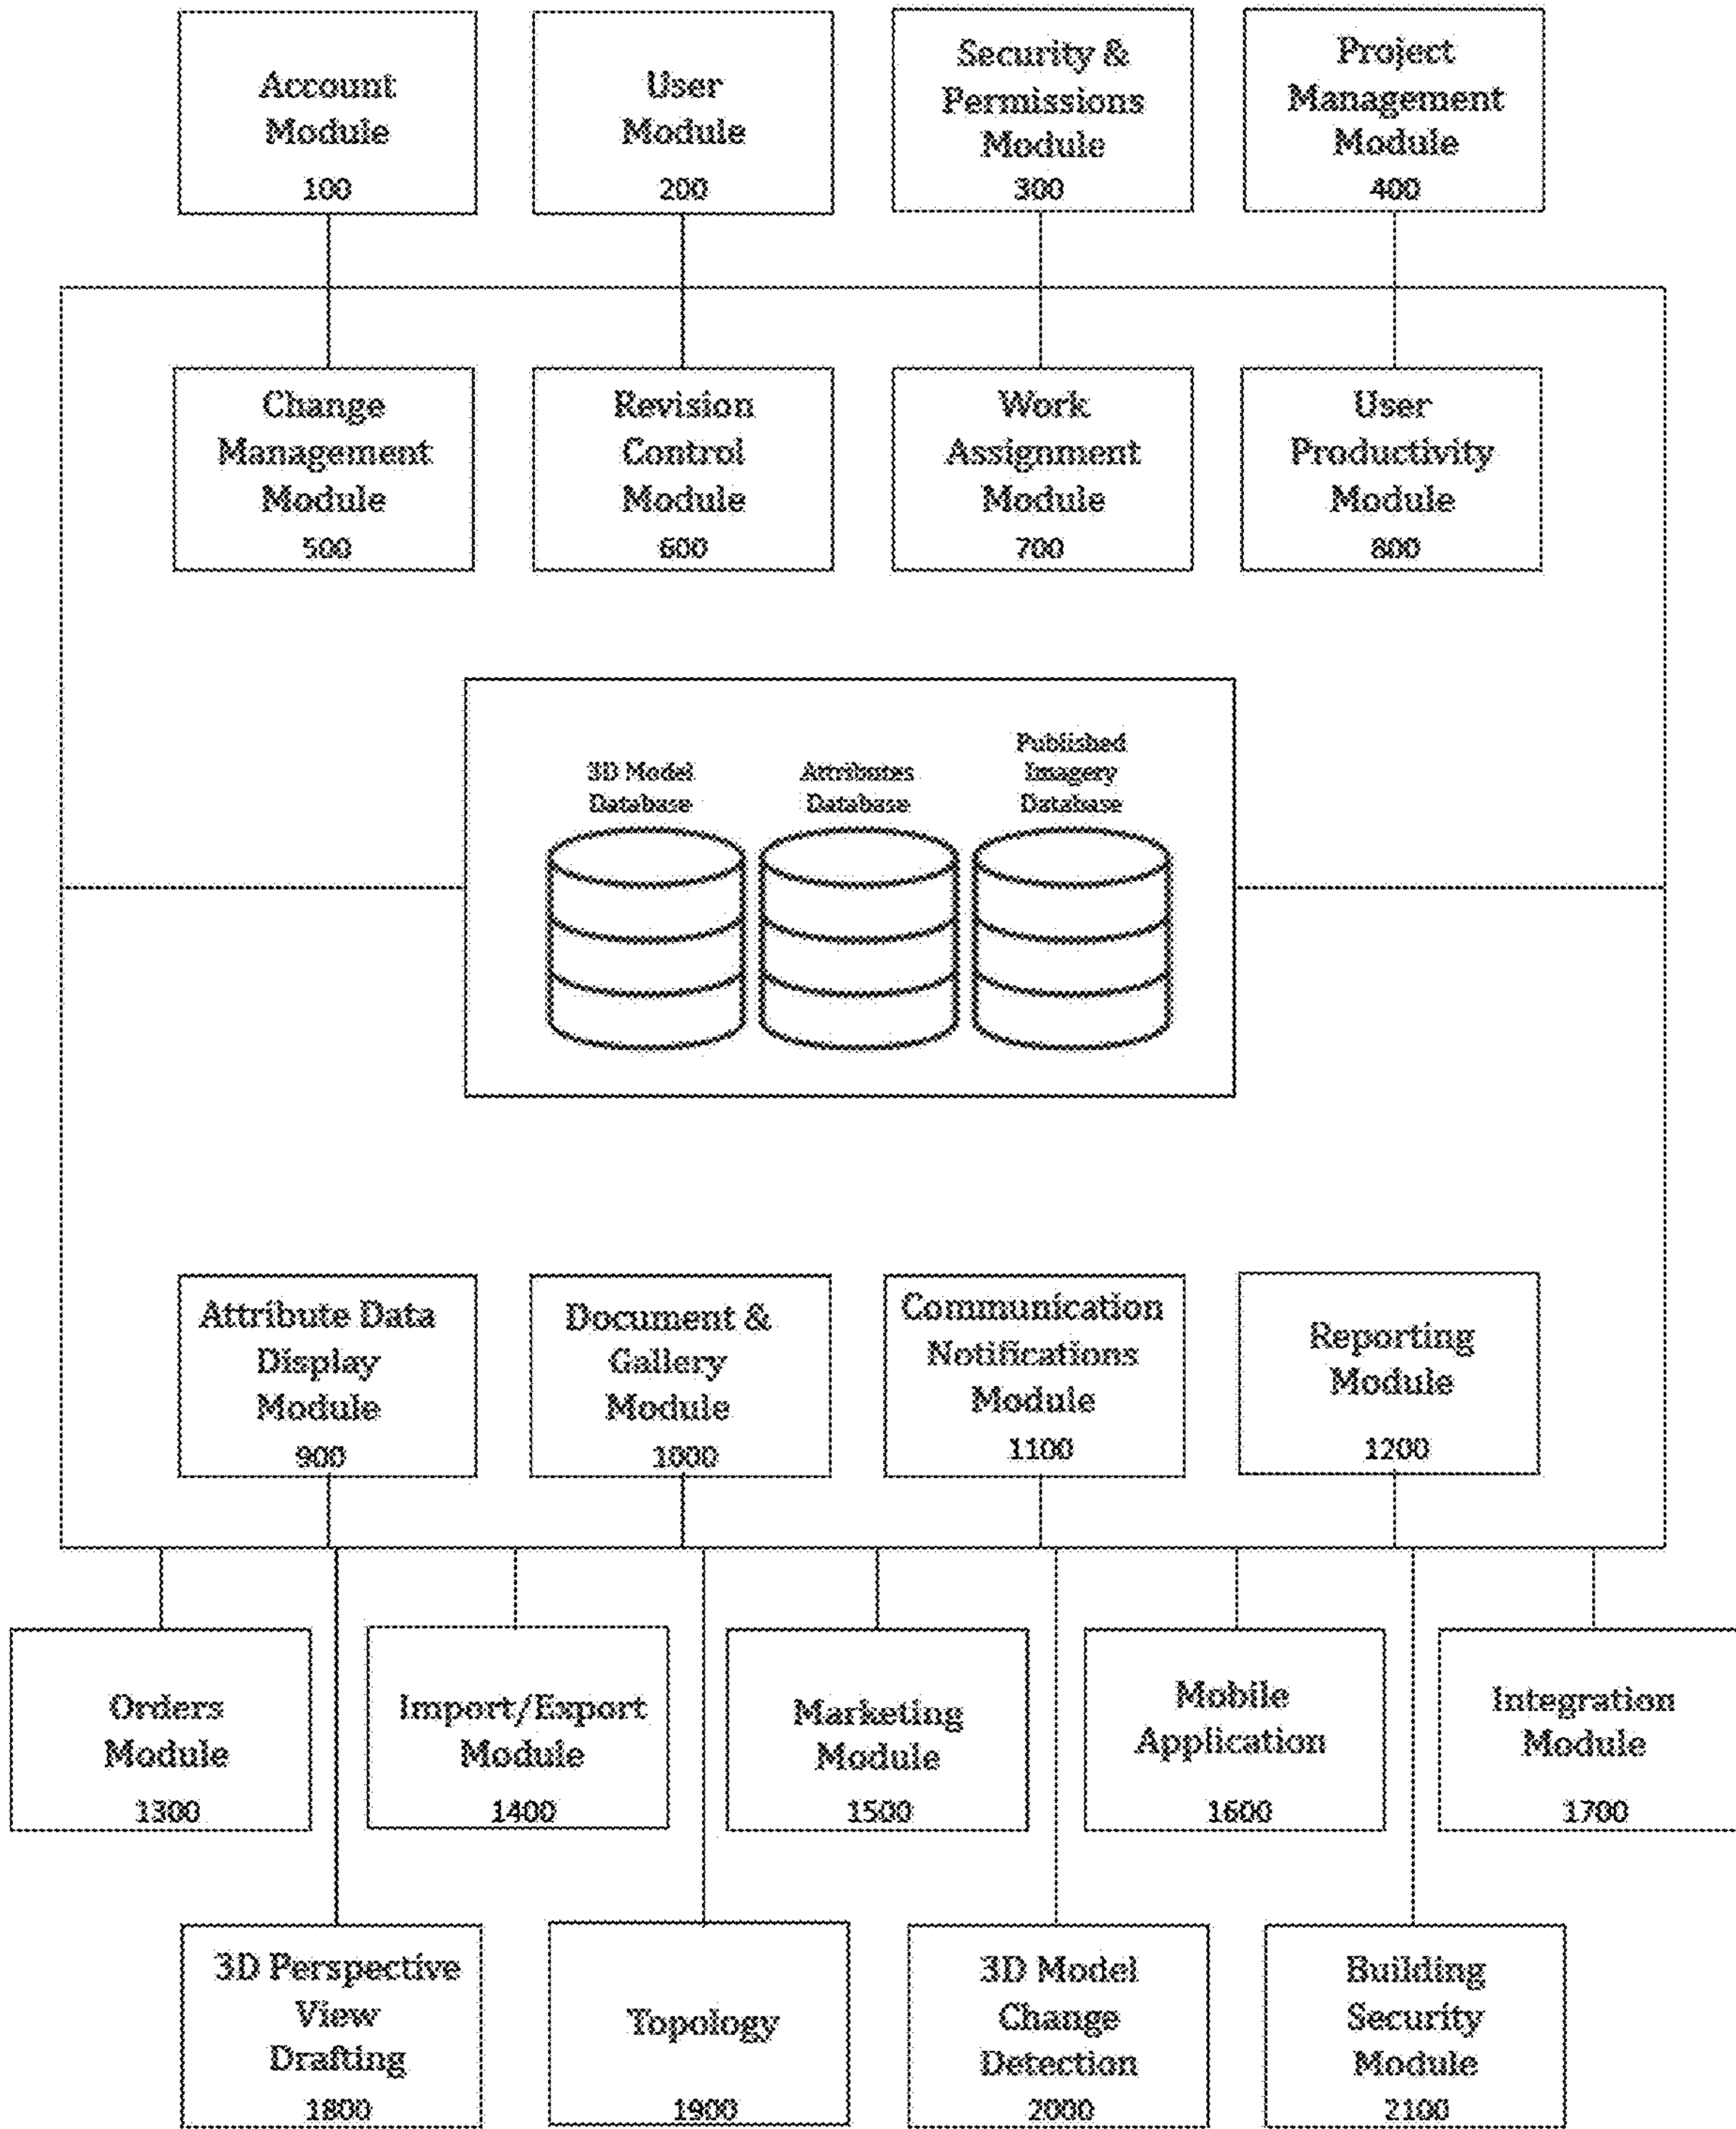 Account
Module
100
User
Module
200
Security &
Permissions
Module
300
Project
Management
Module
400
Change
Management
Module
500
Revision
Control
Module
600
Work
Assignment
Module
700
User
Productivity
Module
800
3D Model
Database
Attributes
Database
Published
Imagery
Database
Attribute Data
Display
Module
900
Document &
Gallery
Module
1000
Communication
Notifications
Module
1100
Reporting
Module
1200
Orders
Module
1300
Import/Export
Module
1400
Marketing
Module
1500
Mobile
Application
1600
Integration
Module
1700
3D Perspective
View
Drafting
1800
Topology
1900
3D Model
Change
Detection
2000
Building
Security
Module
2100